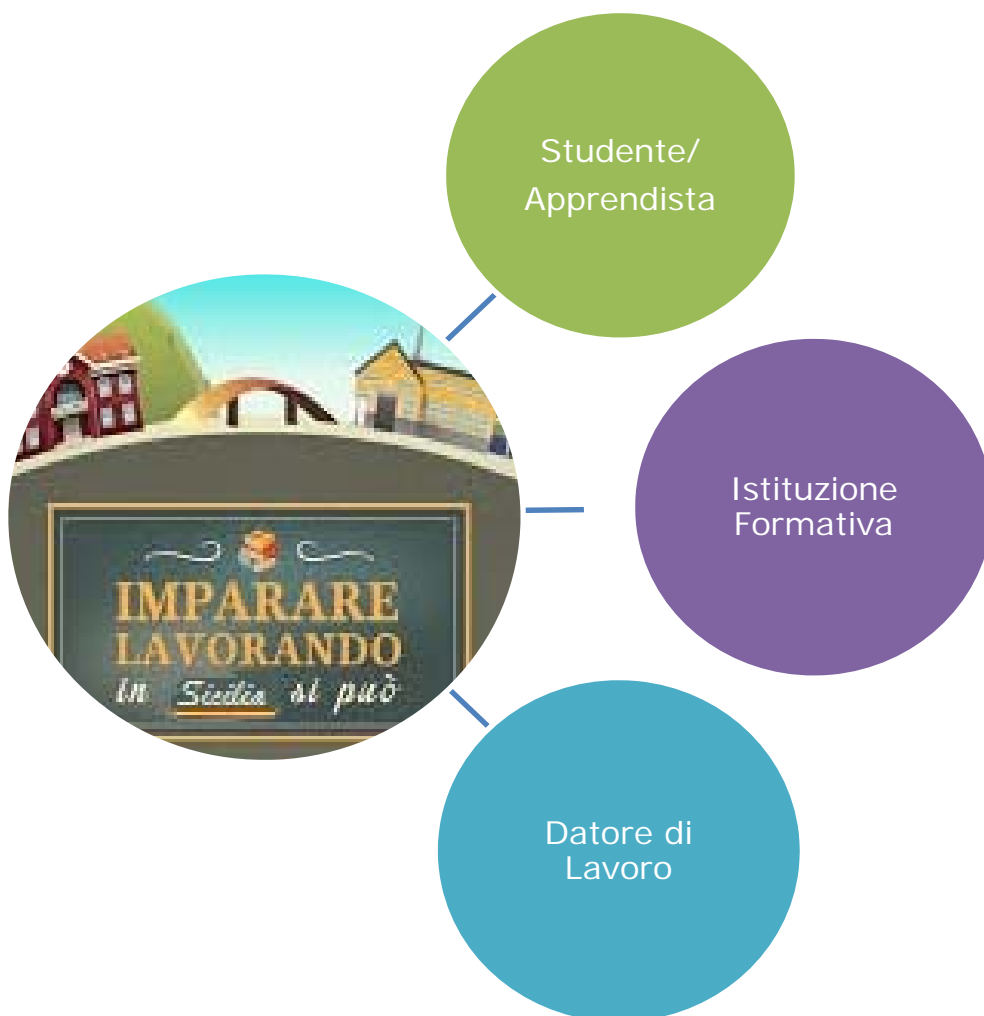 Studente/
Apprendista
Istituzione
Formativa
IMPARARE
LAVORANDO
in Sicilia si può
Datore di
Lavoro